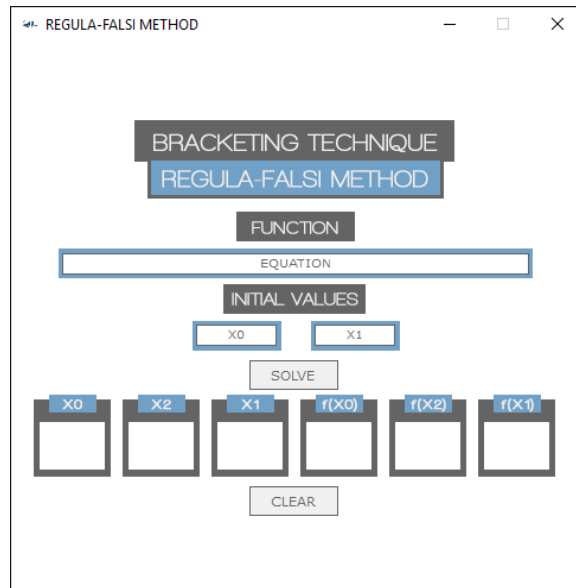 REGULA-FALSI METHOD
BRACKETING TECHNIQUE
REGULA-FALSI METHOD
FUNCTION
EQUATION
INITIAL VALUES
X0 X1
SOLVE
X0 X2 X1 f(X0) f(X2) f(X1)
CLEAR